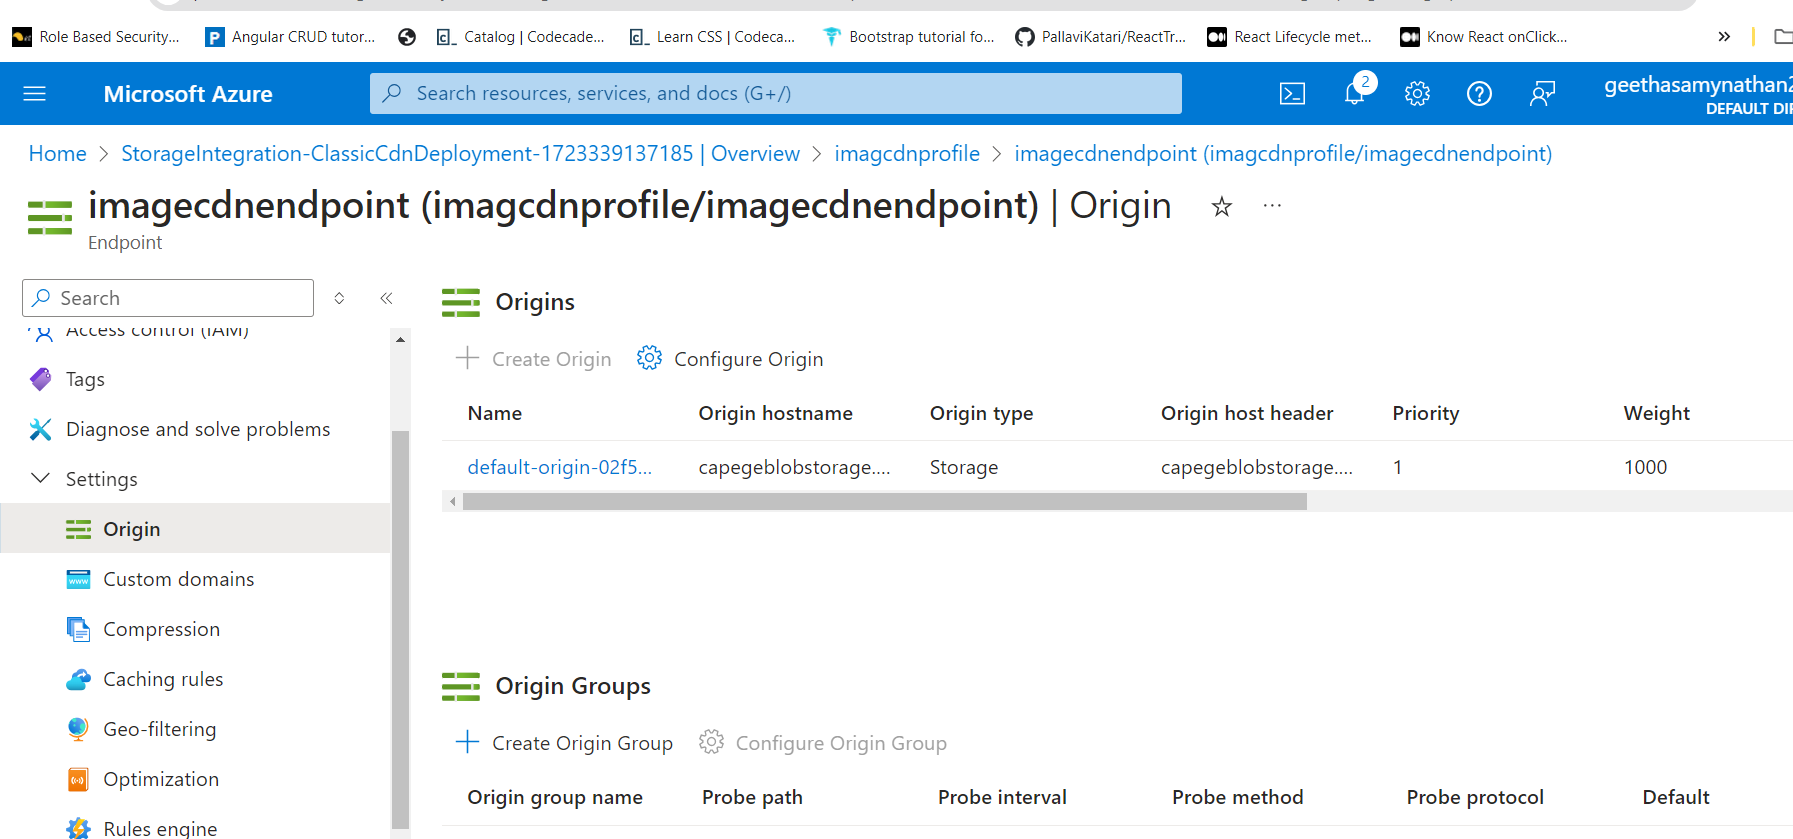 Role Based Security... Angular CRUD tutor... Catalog | Codecade... Learn CSS | Codeca... Bootstrap tutorial fo... PallaviKatari/ReactTr... React Lifecycle met... Know React onClick... »
Microsoft Azure Search resources, services, and docs (G+/) 2 geethasamynathan2
DEFAULT DIR
Home > StorageIntegration-ClassicCdnDeployment-1723339137185 | Overview > imagcdnprofile > imagecdnendpoint (imagcdnprofile/imagecdnendpoint)
imagecdnendpoint (imagcdnprofile/imagecdnendpoint) | Origin ☆ ...
Endpoint
Search «
Access control (IAM)
Tags
Diagnose and solve problems
Settings
Origin
Custom domains
Compression
Caching rules
Geo-filtering
Optimization
Rules engine
Origins
+ Create Origin Configure Origin
Name Origin hostname Origin type Origin host header Priority Weight
default-origin-02f5... capegeblobstorage.... Storage capegeblobstorage.... 1 1000
Origin Groups
+ Create Origin Group Configure Origin Group
Origin group name Probe path Probe interval Probe method Probe protocol Default